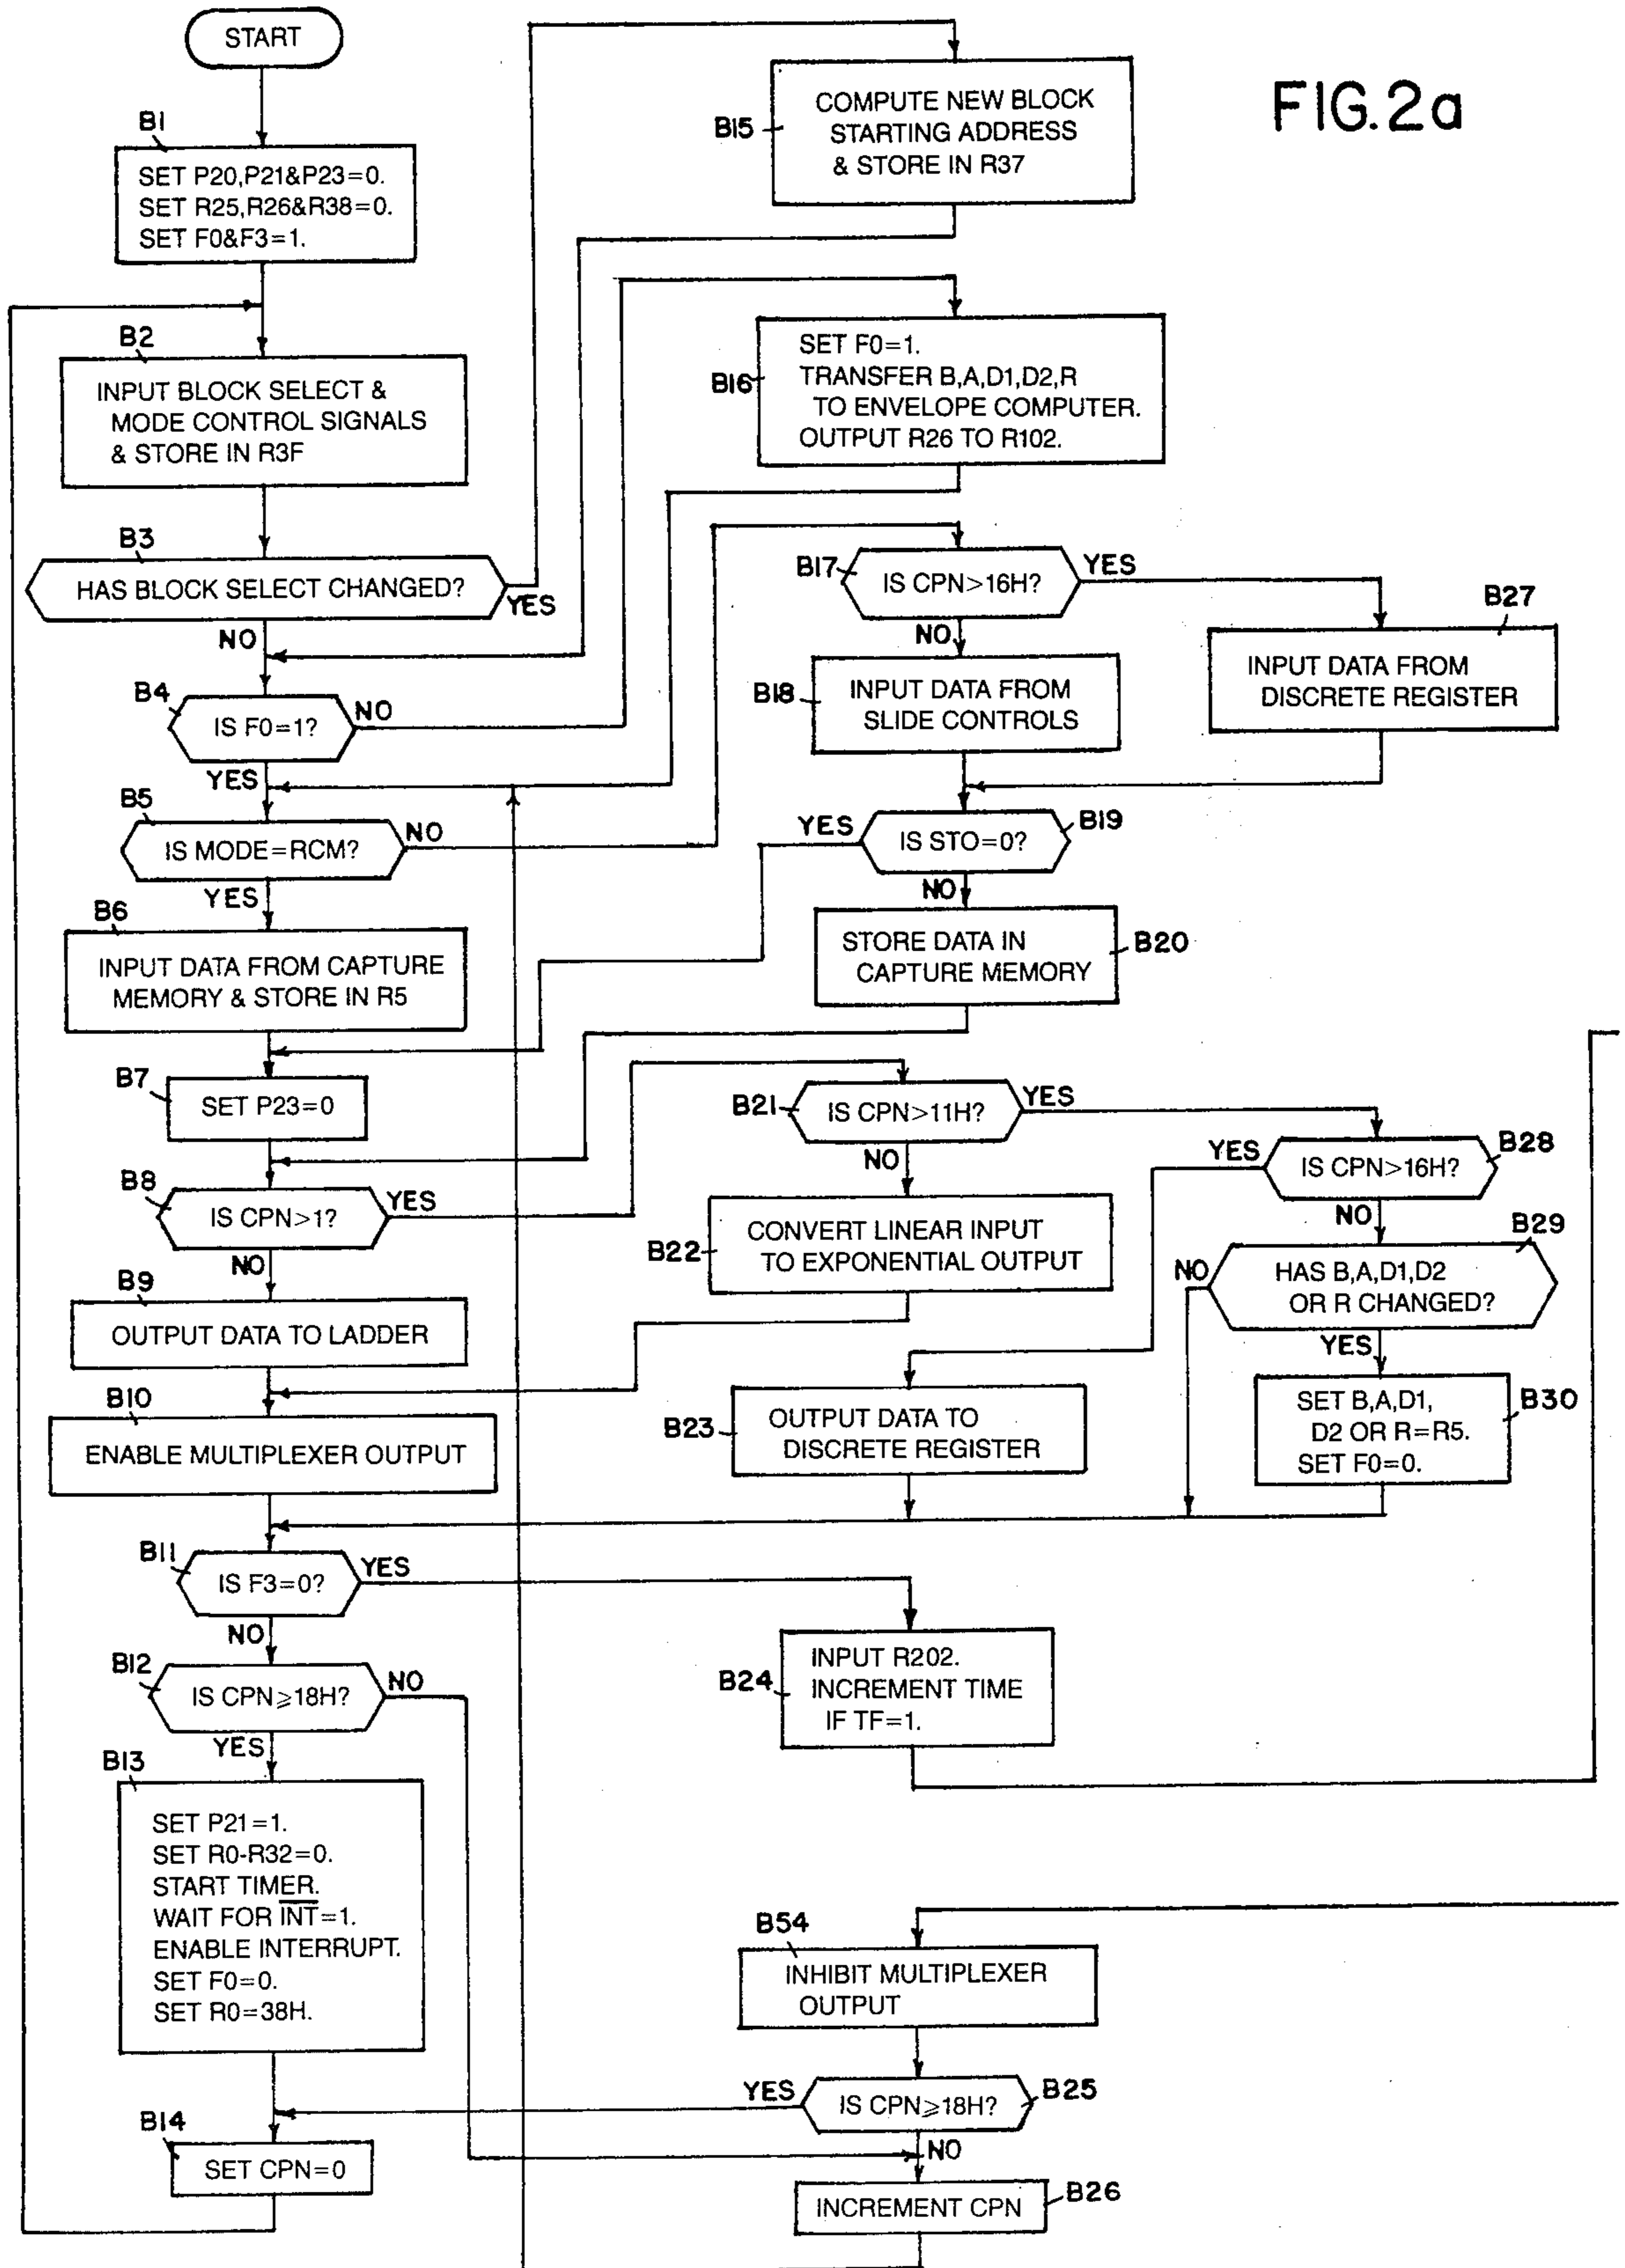 FIG.2a
START
B1
SET P20,P21&P23=0.
SET R25,R26&R38=0.
SET F0&F3=1.
B2
INPUT BLOCK SELECT &
MODE CONTROL SIGNALS
& STORE IN R3F
B3
HAS BLOCK SELECT CHANGED?
YES
NO
B4
IS F0=1?
NO
YES
B5
IS MODE=RCM?
NO
YES
B6
INPUT DATA FROM CAPTURE
MEMORY & STORE IN R5
B7
SET P23=0
B8
IS CPN>1?
YES
NO
B9
OUTPUT DATA TO LADDER
B10
ENABLE MULTIPLEXER OUTPUT
B11
IS F3=0?
YES
NO
B12
IS CPN≥18H?
NO
YES
B13
SET P21=1.
SET R0-R32=0.
START TIMER.
WAIT FOR I̅N̅T̅=1.
ENABLE INTERRUPT.
SET F0=0.
SET R0=38H.
B14
SET CPN=0
B15
COMPUTE NEW BLOCK
STARTING ADDRESS
& STORE IN R37
B16
SET F0=1.
TRANSFER B,A,D1,D2,R
TO ENVELOPE COMPUTER.
OUTPUT R26 TO R102.
B17
IS CPN>16H?
YES
NO
B27
INPUT DATA FROM
DISCRETE REGISTER
B18
INPUT DATA FROM
SLIDE CONTROLS
B19
IS STO=0?
YES
NO
B20
STORE DATA IN
CAPTURE MEMORY
B21
IS CPN>11H?
YES
NO
B28
IS CPN>16H?
YES
NO
B22
CONVERT LINEAR INPUT
TO EXPONENTIAL OUTPUT
B29
HAS B,A,D1,D2
OR R CHANGED?
NO
YES
B23
OUTPUT DATA TO
DISCRETE REGISTER
B30
SET B,A,D1,
D2 OR R=R5.
SET F0=0.
B24
INPUT R202.
INCREMENT TIME
IF TF=1.
B54
INHIBIT MULTIPLEXER
OUTPUT
B25
IS CPN≥18H?
YES
NO
B26
INCREMENT CPN